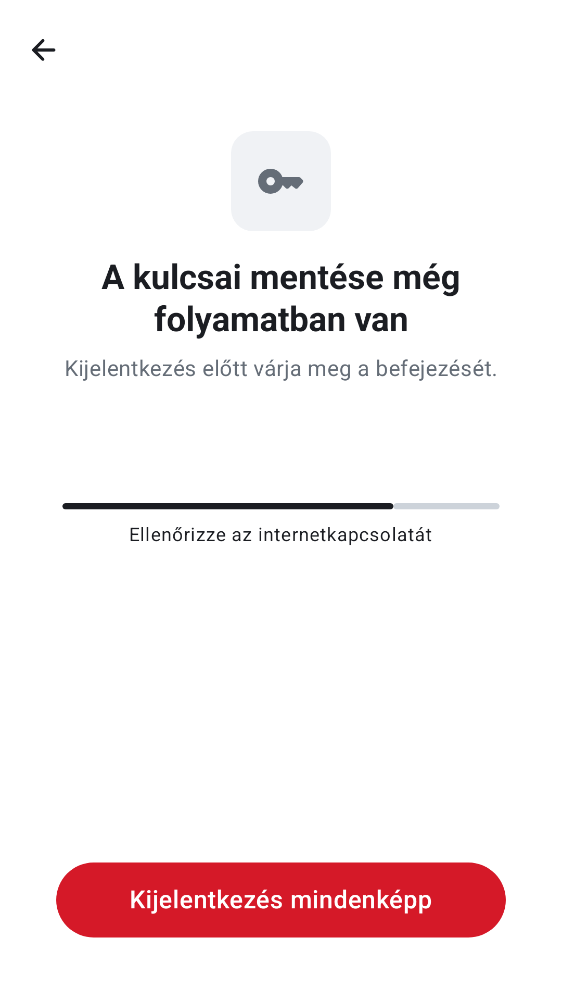 A kulcsai mentése még
folyamatban van
Kijelentkezés előtt várja meg a befejezését.
Ellenőrizze az internetkapcsolatát
Kijelentkezés mindenképp